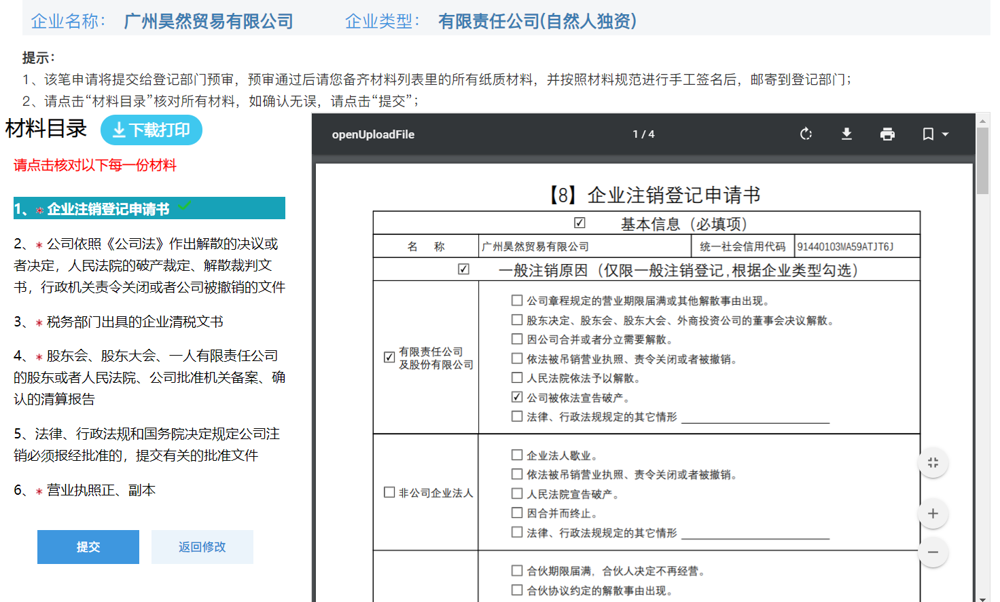 企业名称： 广州昊然贸易有限公司 企业类型： 有限责任公司(自然人独资)
提示：
1、该笔申请将提交给登记部门预审，预审通过后请您备齐材料列表里的所有纸质材料，并按照材料规范进行手工签名后，邮寄到登记部门；
2、请点击“材料目录”核对所有材料，如确认无误，请点击“提交”；
材料目录 下载打印
请点击核对以下每一份材料
1、* 企业注销登记申请书
2、* 公司依照《公司法》作出解散的决议或
者决定，人民法院的破产裁定、解散裁判文
书，行政机关责令关闭或者公司被撤销的文件
3、* 税务部门出具的企业清税文书
4、* 股东会、股东大会、一人有限责任公司
的股东或者人民法院、公司批准机关备案、确
认的清算报告
5、法律、行政法规和国务院决定规定公司注
销必须报经批准的，提交有关的批准文件
6、* 营业执照正、副本
提交 返回修改
openUploadFile 1 / 4
【8】企业注销登记申请书
基本信息（必填项）
名 称 广州昊然贸易有限公司 统一社会信用代码 91440103MA59ATJT6J
一般注销原因（仅限一般注销登记,根据企业类型勾选）
有限责任公司
及股份有限公司
公司章程规定的营业期限届满或其他解散事由出现。
股东决定、股东会、股东大会、外商投资公司的董事会决议解散。
因公司合并或者分立需要解散。
依法被吊销营业执照、责令关闭或者被撤销。
人民法院依法予以解散。
公司被依法宣告破产。
法律、行政法规规定的其它情形
非公司企业法人
企业法人歇业。
依法被吊销营业执照、责令关闭或者被撤销。
人民法院宣告破产。
因合并而终止。
法律、行政法规规定的其它情形
合伙期限届满，合伙人决定不再经营。
合伙协议约定的解散事由出现。